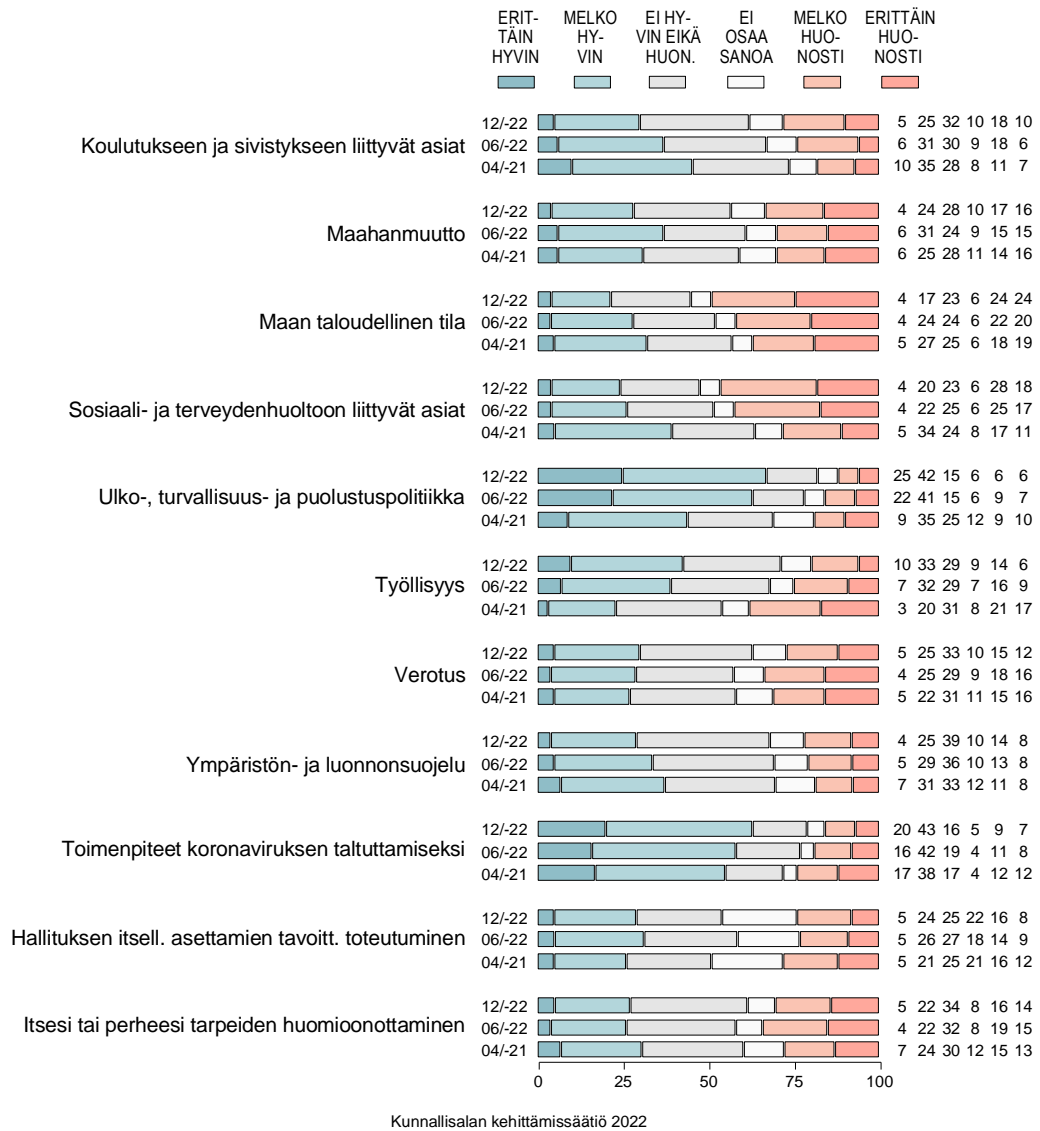 ERIT- MELKO EI HY- EI MELKO ERITTÄIN
TÄIN HY- VIN EIKÄ OSAA HUO- HUO-
HYVIN VIN HUON. SANOA NOSTI NOSTI
12/-22 5 25 32 10 18 10
Koulutukseen ja sivistykseen liittyvät asiat 06/-22 6 31 30 9 18 6
04/-21 10 35 28 8 11 7
12/-22 4 24 28 10 17 16
Maahanmuutto 06/-22 6 31 24 9 15 15
04/-21 6 25 28 11 14 16
12/-22 4 17 23 6 24 24
Maan taloudellinen tila 06/-22 4 24 24 6 22 20
04/-21 5 27 25 6 18 19
12/-22 4 20 23 6 28 18
Sosiaali- ja terveydenhuoltoon liittyvät asiat 06/-22 4 22 25 6 25 17
04/-21 5 34 24 8 17 11
12/-22 25 42 15 6 6 6
Ulko-, turvallisuus- ja puolustuspolitiikka 06/-22 22 41 15 6 9 7
04/-21 9 35 25 12 9 10
12/-22 10 33 29 9 14 6
Työllisyys 06/-22 7 32 29 7 16 9
04/-21 3 20 31 8 21 17
12/-22 5 25 33 10 15 12
Verotus 06/-22 4 25 29 9 18 16
04/-21 5 22 31 11 15 16
12/-22 4 25 39 10 14 8
Ympäristön- ja luonnonsuojelu 06/-22 5 29 36 10 13 8
04/-21 7 31 33 12 11 8
12/-22 20 43 16 5 9 7
Toimenpiteet koronaviruksen taltuttamiseksi 06/-22 16 42 19 4 11 8
04/-21 17 38 17 4 12 12
12/-22 5 24 25 22 16 8
Hallituksen itsell. asettamien tavoitt. toteutuminen 06/-22 5 26 27 18 14 9
04/-21 5 21 25 21 16 12
12/-22 5 22 34 8 16 14
Itsesi tai perheesi tarpeiden huomioonottaminen 06/-22 4 22 32 8 19 15
04/-21 7 24 30 12 15 13
0 25 50 75 100
Kunnallisalan kehittämissäätiö 2022